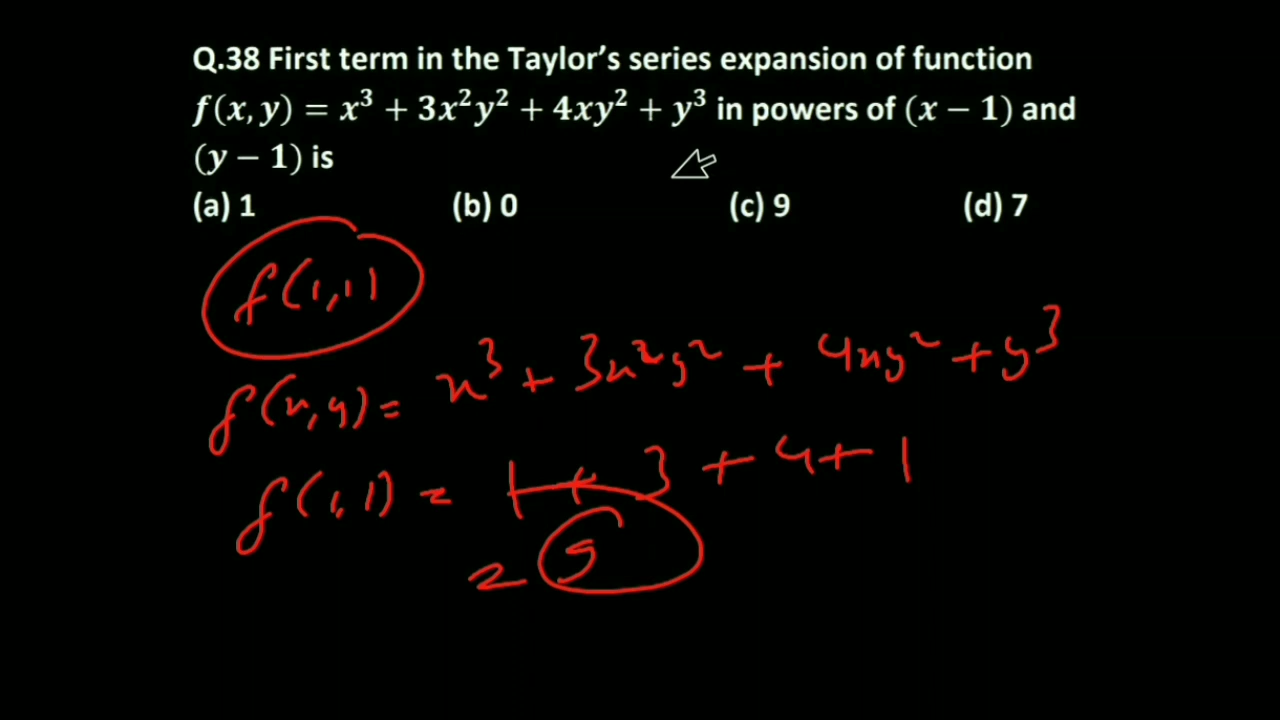 Q.38 First term in the Taylor’s series expansion of function
f(x, y) = x³ + 3x²y² + 4xy² + y³ in powers of (x − 1) and
(y − 1) is
(a) 1 (b) 0 (c) 9 (d) 7
f(1,1)
f(x,y) = x³ + 3x²y² + 4xy² + y³
f(1,1) = 1 + 3 + 4 + 1
= 9